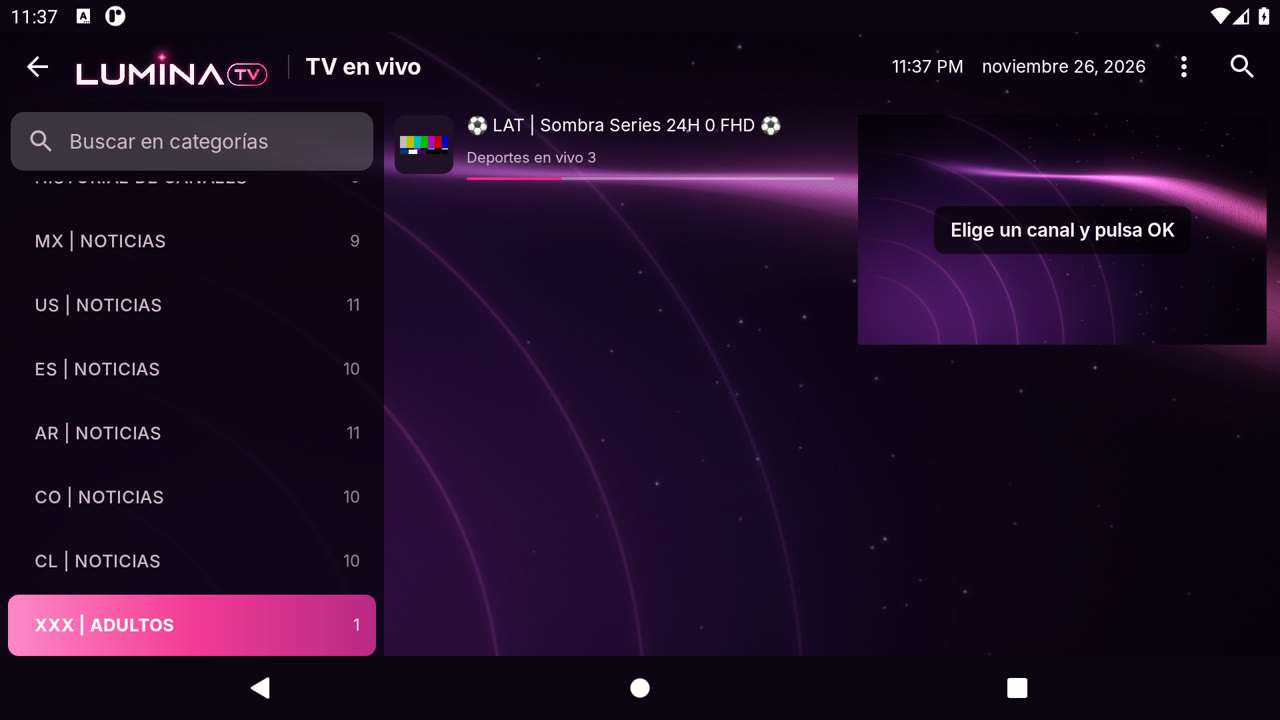 11:37
LUMINA TV
TV en vivo
11:37 PM noviembre 26, 2026
Buscar en categorías
MX | NOTICIAS 9
US | NOTICIAS 11
ES | NOTICIAS 10
AR | NOTICIAS 11
CO | NOTICIAS 10
CL | NOTICIAS 10
XXX | ADULTOS 1
⚽ LAT | Sombra Series 24H 0 FHD ⚽
Deportes en vivo 3
Elige un canal y pulsa OK